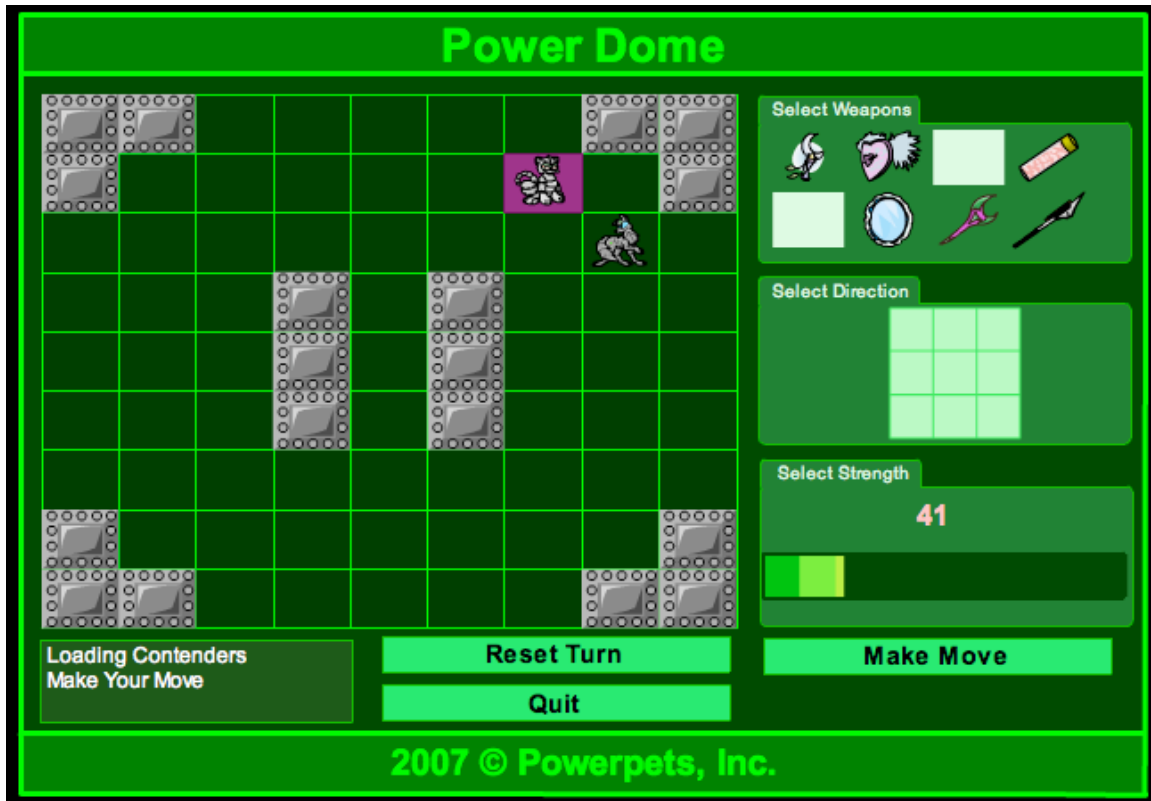 Power Dome
Select Weapons
Select Direction
Select Strength
41
Loading Contenders
Make Your Move
Reset Turn
Quit
Make Move
2007 © Powerpets, Inc.